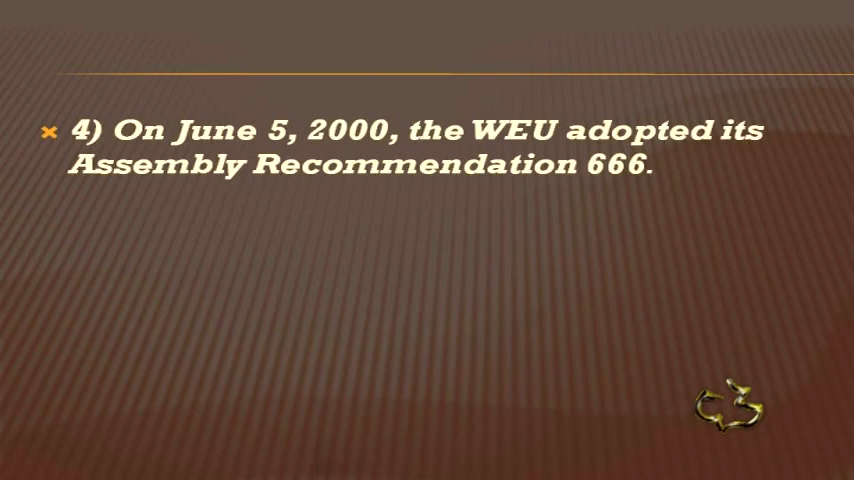 4) On June 5, 2000, the WEU adopted its
Assembly Recommendation 666.